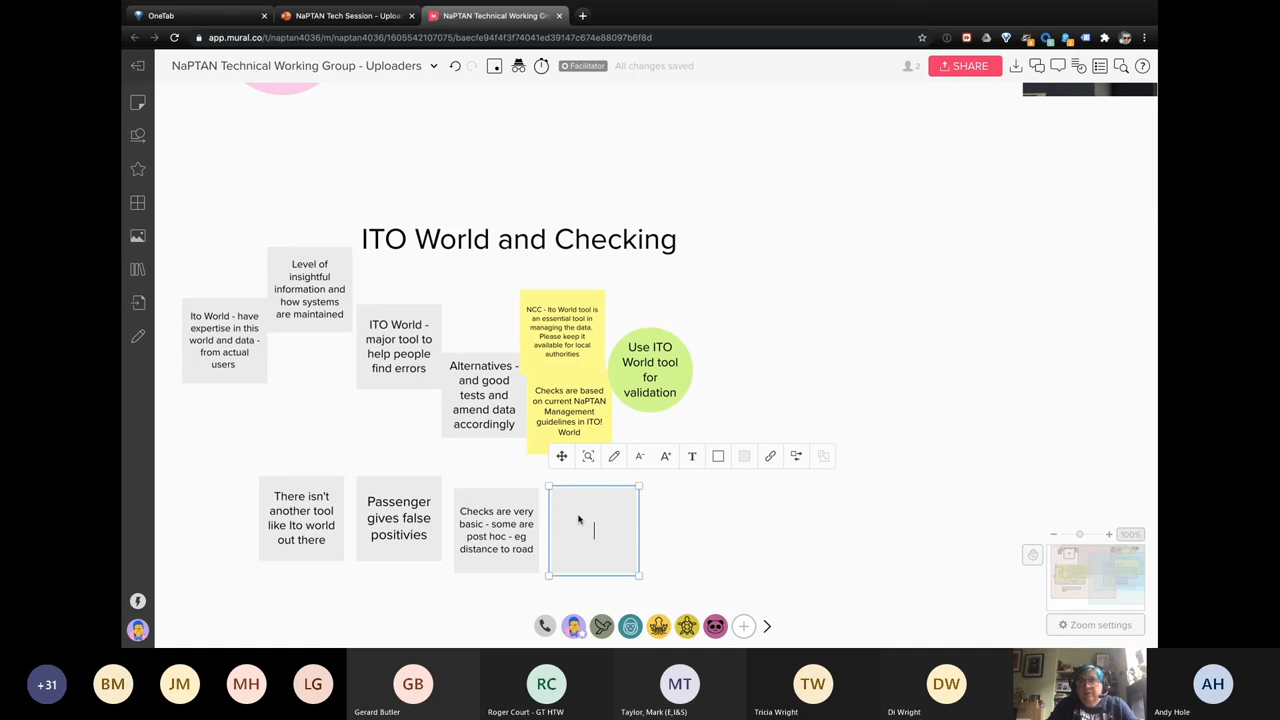 OneTab
NaPTAN Tech Session - Uploa
NaPTAN Technical Working Gr
app.mural.co/t/naptan4036/m/naptan4036/1605542107075/baecfe94f4f3f74041ed39147c674e88097b6f8d
NaPTAN Technical Working Group - Uploaders
Facilitator
All changes saved
2
SHARE
ITO World and Checking
Level of
insightful
information and
how systems
are maintained
Ito World - have
expertise in this
world and data -
from actual
users
ITO World -
major tool to
help people
find errors
Alternatives -
and good
tests and
amend data
accordingly
NCC - Ito World tool is
an essential tool in
managing the data.
Please keep it
available for local
authorities
Checks are based
on current NaPTAN
Management
guidelines in ITO!
World
Use ITO
World tool
for
validation
A-
A+
T
There isn't
another tool
like Ito world
out there
Passenger
gives false
positivies
Checks are very
basic - some are
post hoc - eg
distance to road
100%
Zoom settings
+31
BM
JM
MH
LG
GB
Gerard Butler
RC
Roger Court - GT HTW
MT
Taylor, Mark (E,I&S)
TW
Tricia Wright
DW
Di Wright
AH
Andy Hole